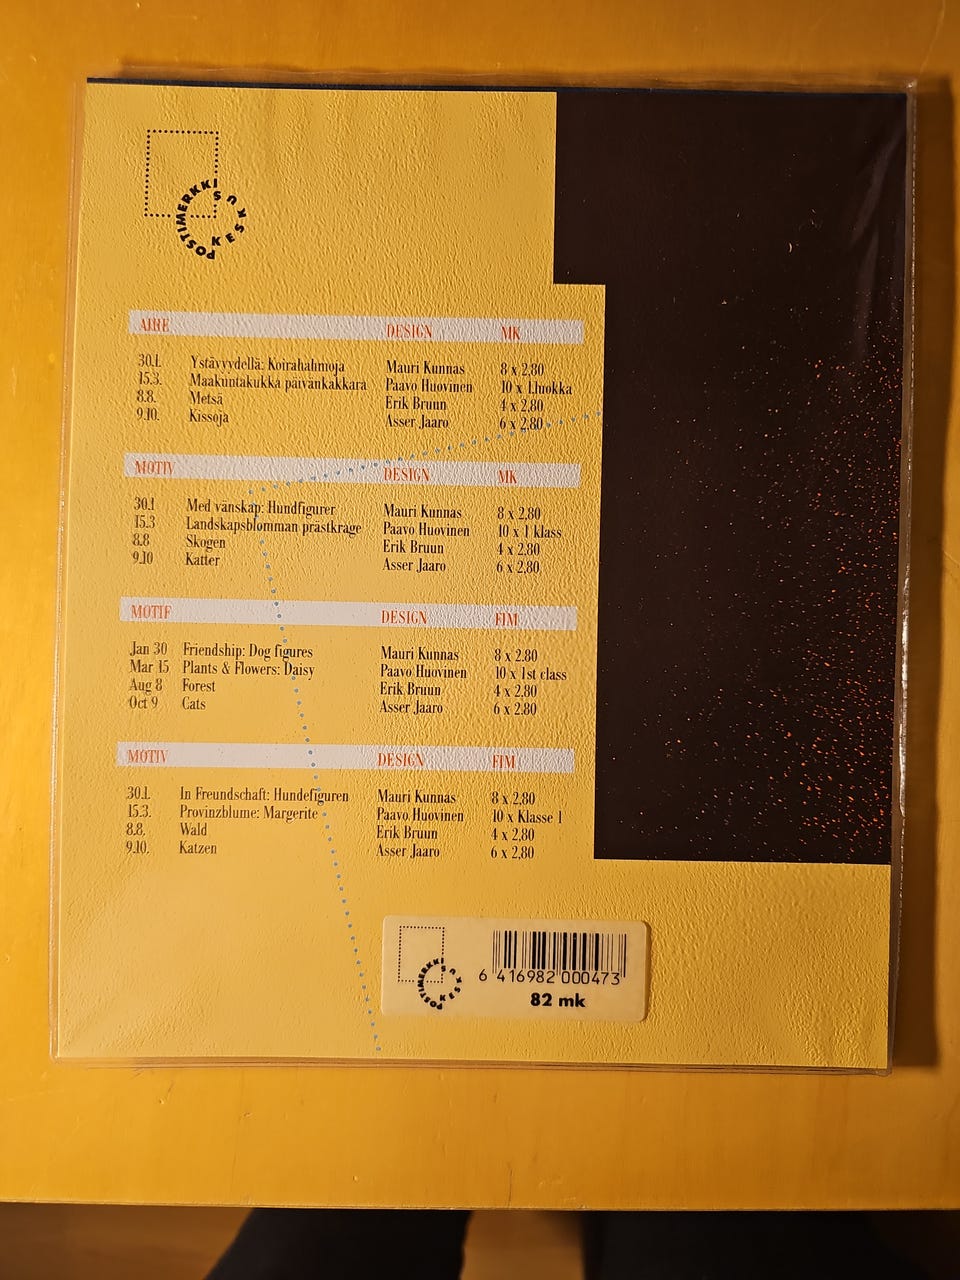 POSTIMERKKI
KESKUS
AIHE DESIGN MK
30.1. Ystävyydellä: Koirahahmoja Mauri Kunnas 8 x 2,80
15.3. Maakuntakukka päivänkakkara Paavo Huovinen 10 x 1.luokka
8.8. Metsä Erik Bruun 4 x 2,80
9.10. Kissoja Asser Jaaro 6 x 2,80
MOTIV DESIGN MK
30.1 Med vänskap: Hundfigurer Mauri Kunnas 8 x 2,80
15.3 Landskapsblomman prästkrage Paavo Huovinen 10 x 1 klass
8.8 Skogen Erik Bruun 4 x 2,80
9.10 Katter Asser Jaaro 6 x 2,80
MOTIF DESIGN FIM
Jan 30 Friendship: Dog figures Mauri Kunnas 8 x 2.80
Mar 15 Plants & Flowers: Daisy Paavo Huovinen 10 x 1st class
Aug 8 Forest Erik Bruun 4 x 2.80
Oct 9 Cats Asser Jaaro 6 x 2.80
MOTIV DESIGN FIM
30.1. In Freundschaft: Hundefiguren Mauri Kunnas 8 x 2,80
15.3. Provinzblume: Margerite Paavo Huovinen 10 x Klasse 1
8.8. Wald Erik Bruun 4 x 2,80
9.10. Katzen Asser Jaaro 6 x 2,80
POSTIMERKKI
KESKUS
6 416982 000473
82 mk